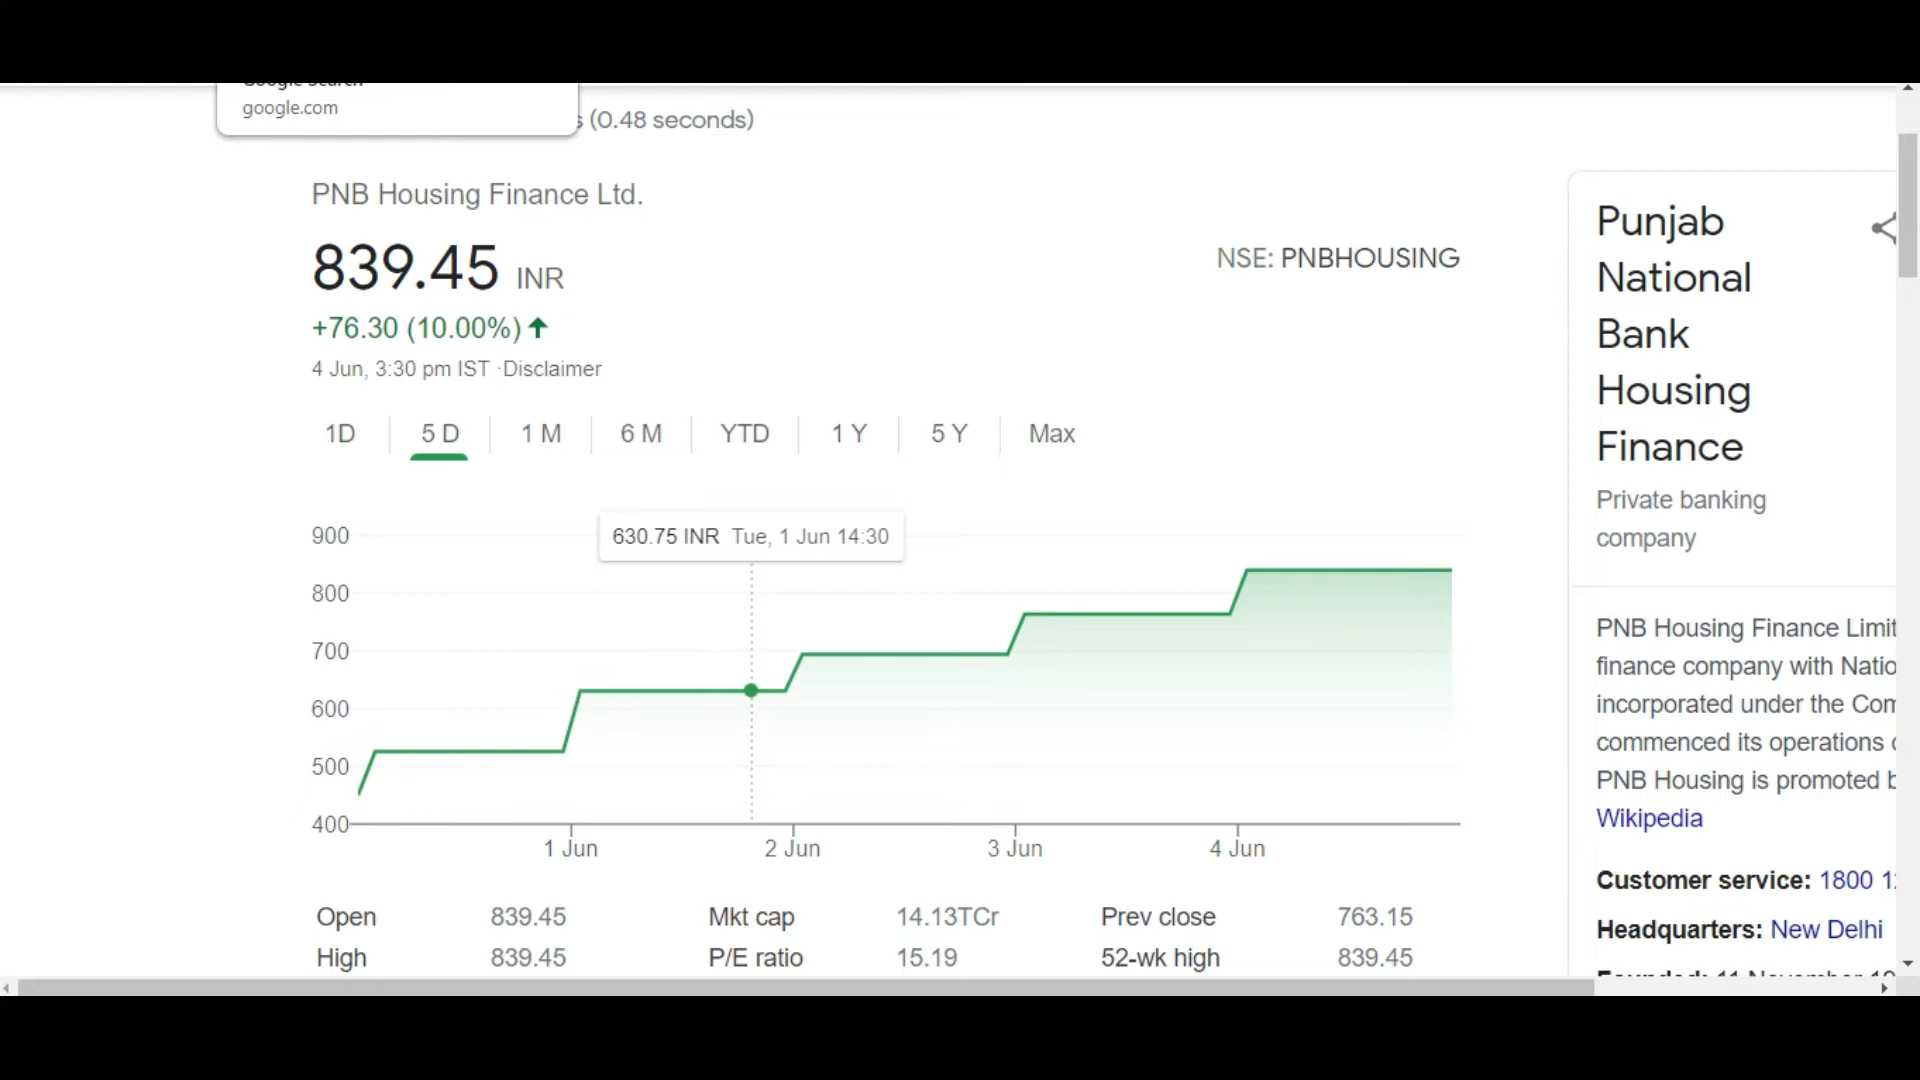 google.com
(0.48 seconds)
PNB Housing Finance Ltd.
839.45 INR
NSE: PNBHOUSING
+76.30 (10.00%)
4 Jun, 3:30 pm IST ·Disclaimer
1D 5 D 1 M 6 M YTD 1 Y 5 Y Max
630.75 INR Tue, 1 Jun 14:30
900
800
700
600
500
400
1 Jun 2 Jun 3 Jun 4 Jun
Open 839.45 Mkt cap 14.13TCr Prev close 763.15
High 839.45 P/E ratio 15.19 52-wk high 839.45
Punjab
National
Bank
Housing
Finance
Private banking
company
PNB Housing Finance Limit
finance company with Natio
incorporated under the Com
commenced its operations
PNB Housing is promoted b
Wikipedia
Customer service: 1800 1
Headquarters: New Delhi